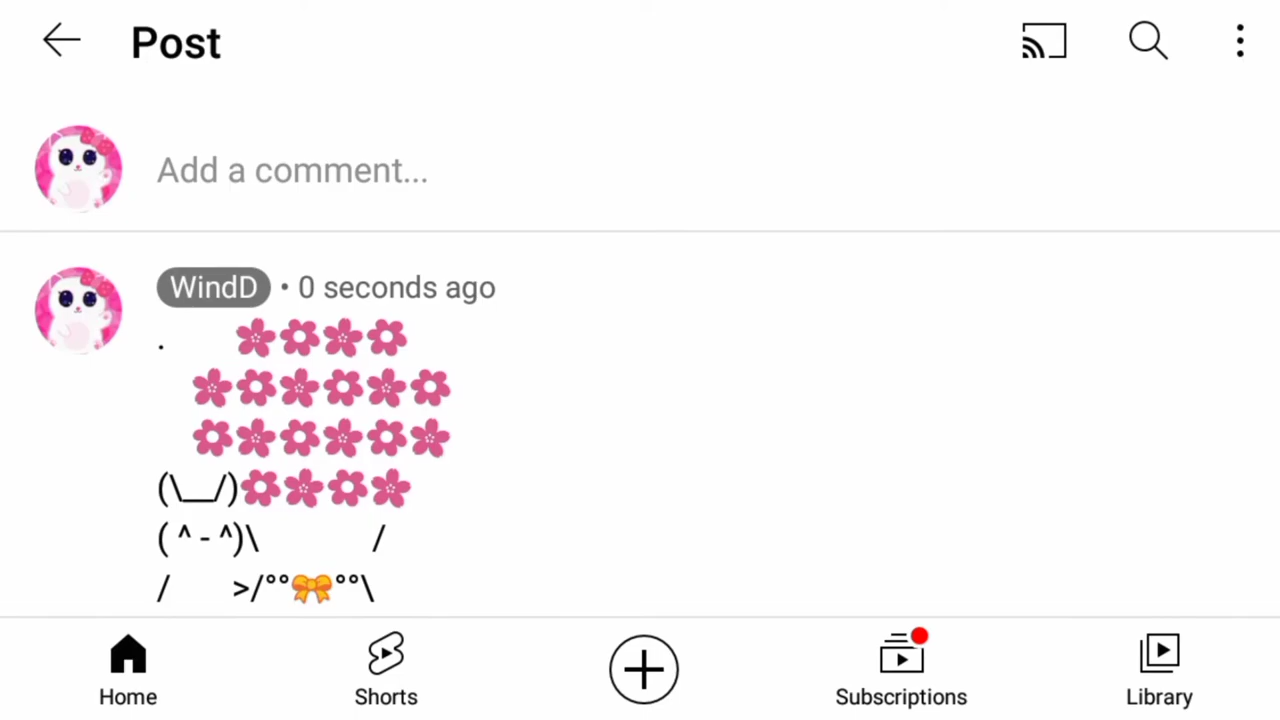 Post
Add a comment...
WindD • 0 seconds ago
.       🌸🏵🌸🏵
   🌸🏵🌸🏵🌸🏵
   🏵🌸🏵🌸🏵🌸
(\__/)🏵🌸🏵🌸
( ^ - ^)\          /
/      >/°°🎀°°\
Home
Shorts
Subscriptions
Library